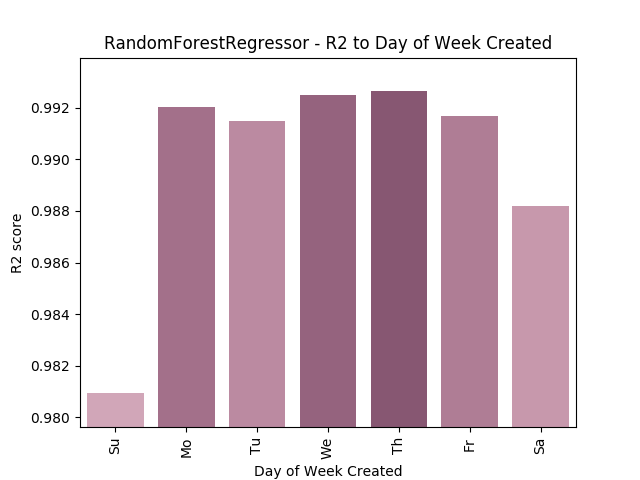 RandomForestRegressor - R2 to Day of Week Created
0.992
0.990
0.988
0.986
0.984
0.982
0.980
R2 score
Su
Mo
Tu
We
Th
Fr
Sa
Day of Week Created